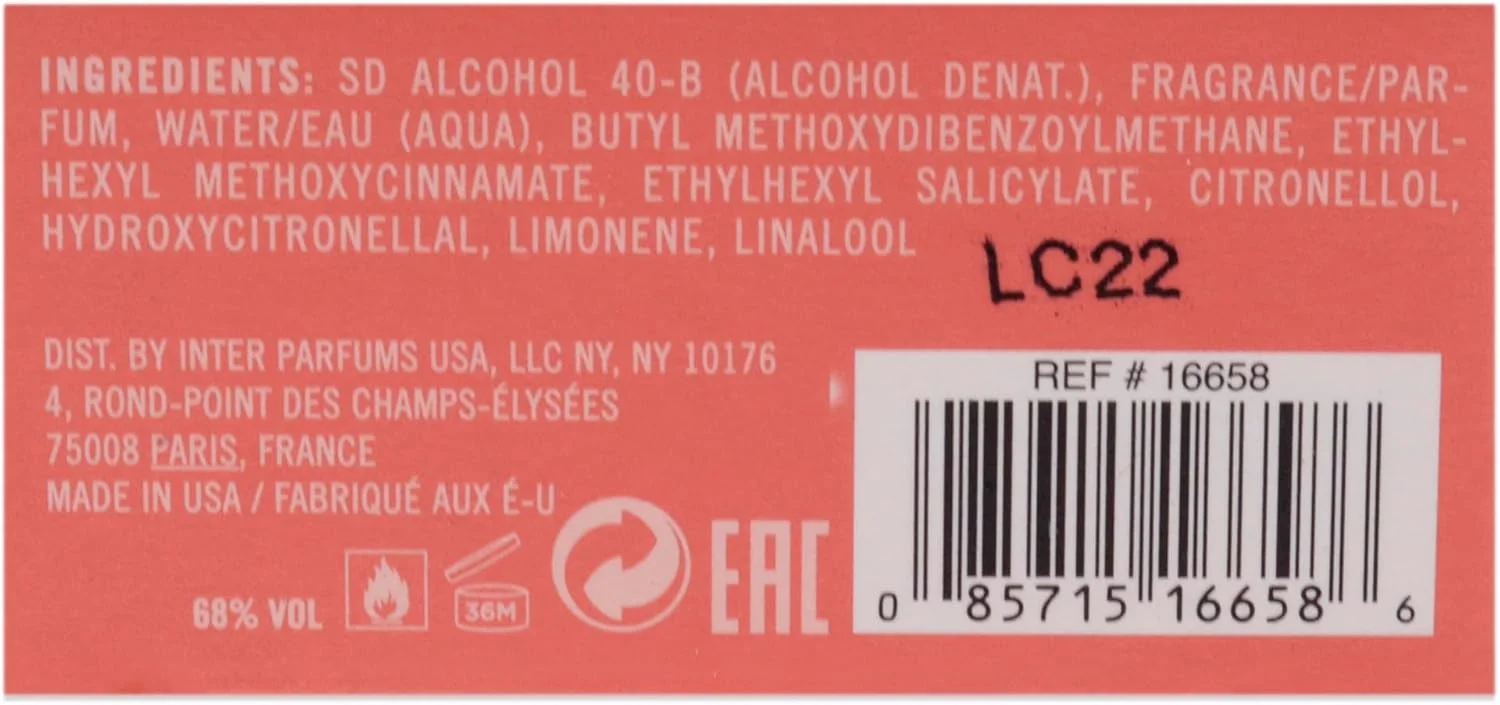 INGREDIENTS: SD ALCOHOL 40-B (ALCOHOL DENAT.), FRAGRANCE/PAR-
FUM, WATER/EAU (AQUA), BUTYL METHOXYDIBENZOYLMETHANE, ETHYL-
HEXYL METHOXYCINNAMATE, ETHYLHEXYL SALICYLATE, CITRONELLOL,
HYDROXYCITRONELLAL, LIMONENE, LINALOOL
LC22
DIST. BY INTER PARFUMS USA, LLC NY, NY 10176
4, ROND-POINT DES CHAMPS-ÉLYSÉES
75008 PARIS, FRANCE
MADE IN USA / FABRIQUÉ AUX É-U
68% VOL
36M
EAC
REF # 16658
0 85715 16658 6